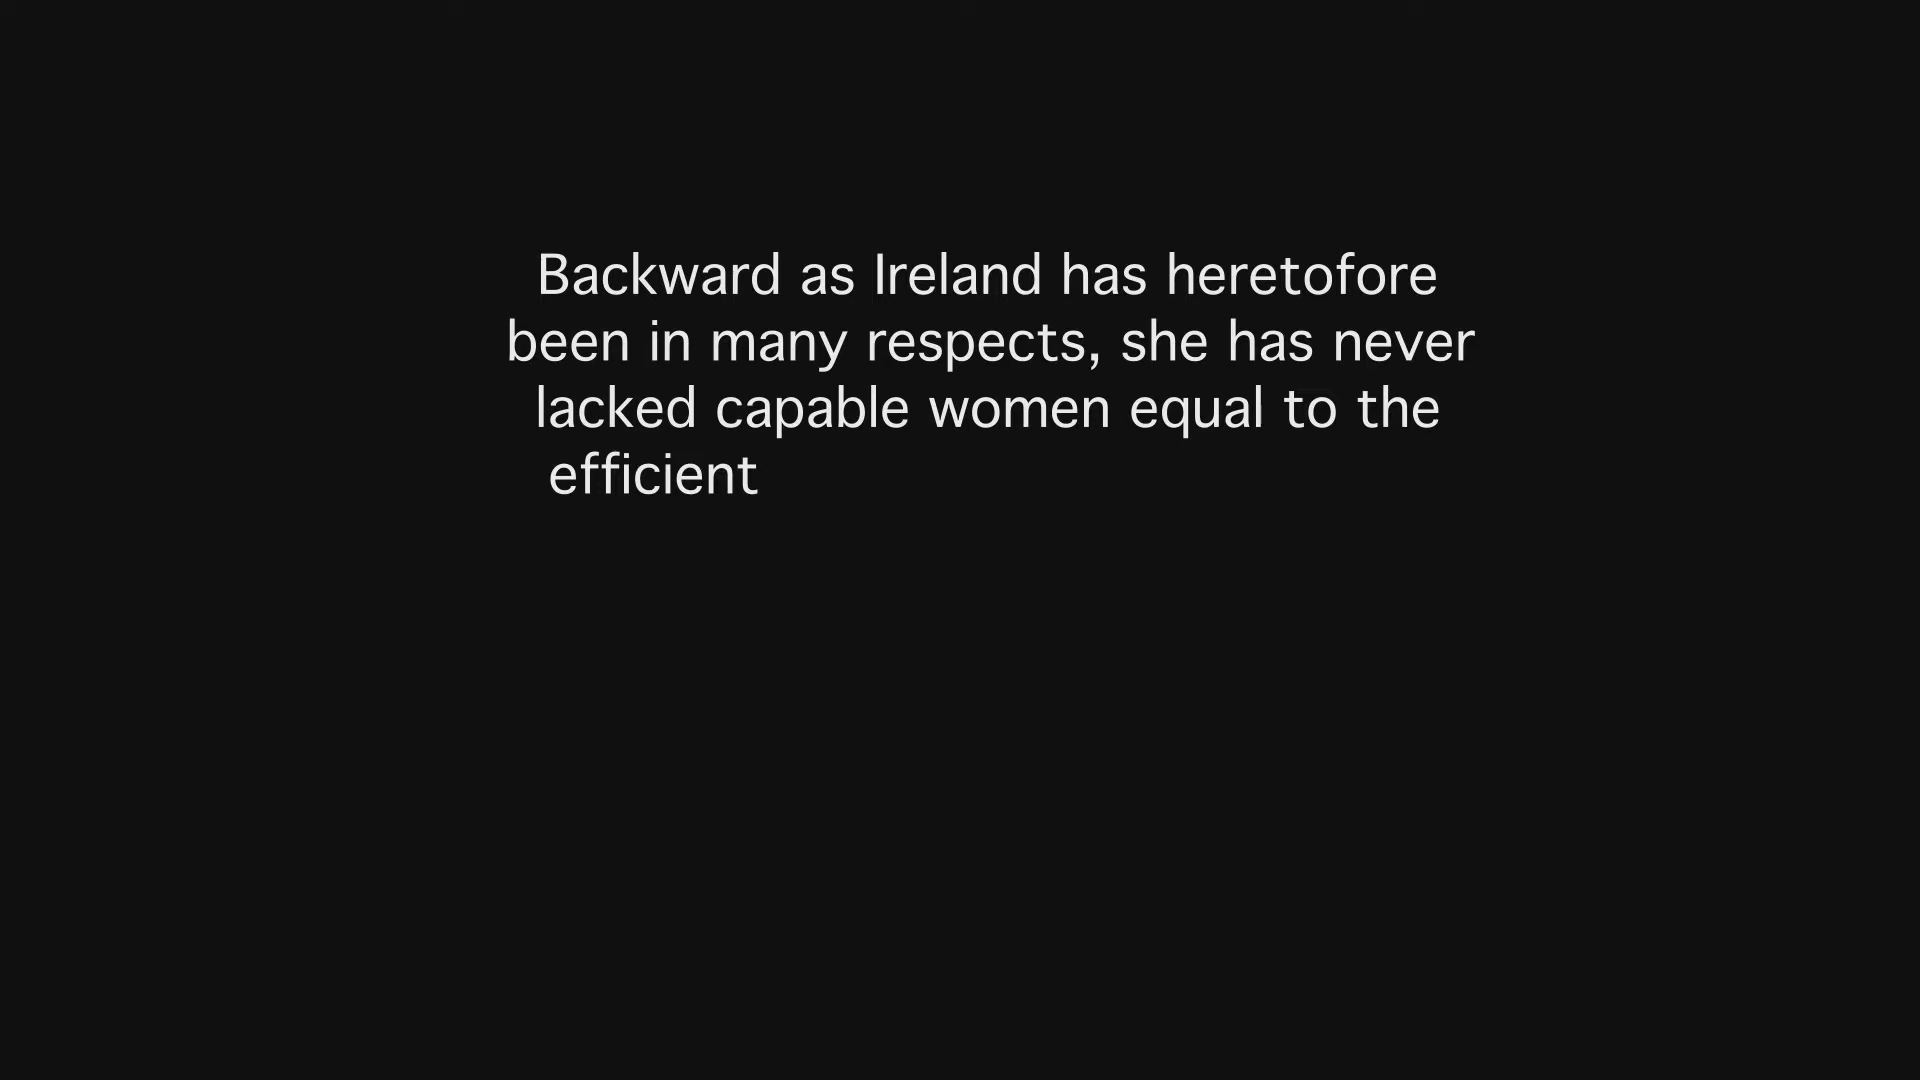 Backward as Ireland has heretofore
been in many respects, she has never
lacked capable women equal to the
efficient